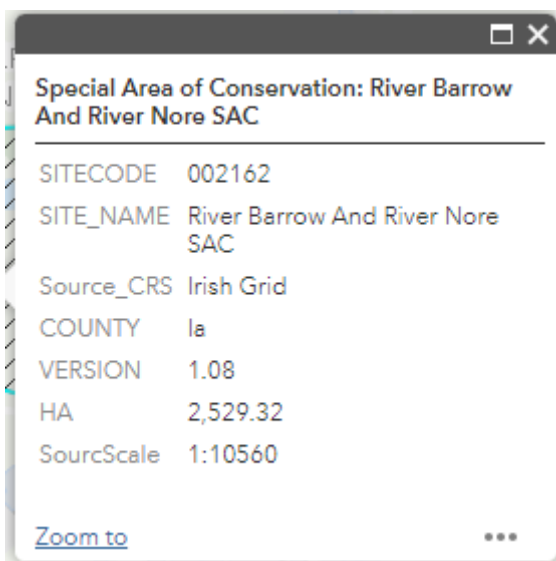 Special Area of Conservation: River Barrow
And River Nore SAC
SITECODE 002162
SITE_NAME River Barrow And River Nore
SAC
Source_CRS Irish Grid
COUNTY la
VERSION 1.08
HA 2,529.32
SourcScale 1:10560
Zoom to